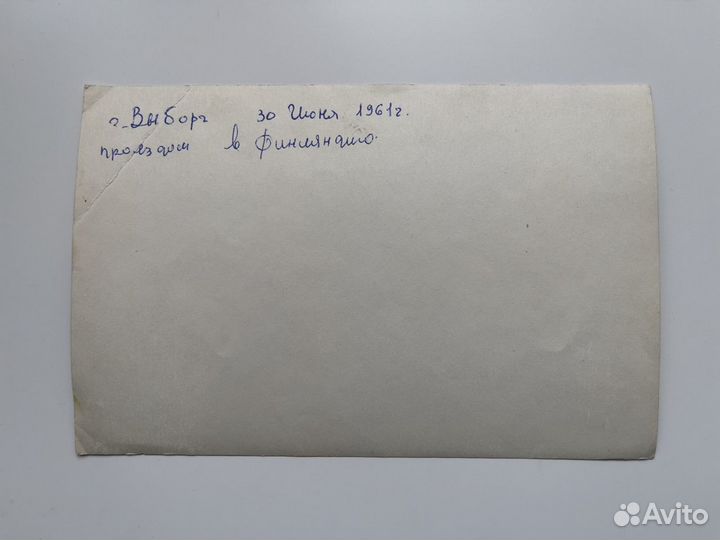 г. Выборг 30 Июня 1961г.
проездом в Финляндию.
Avito